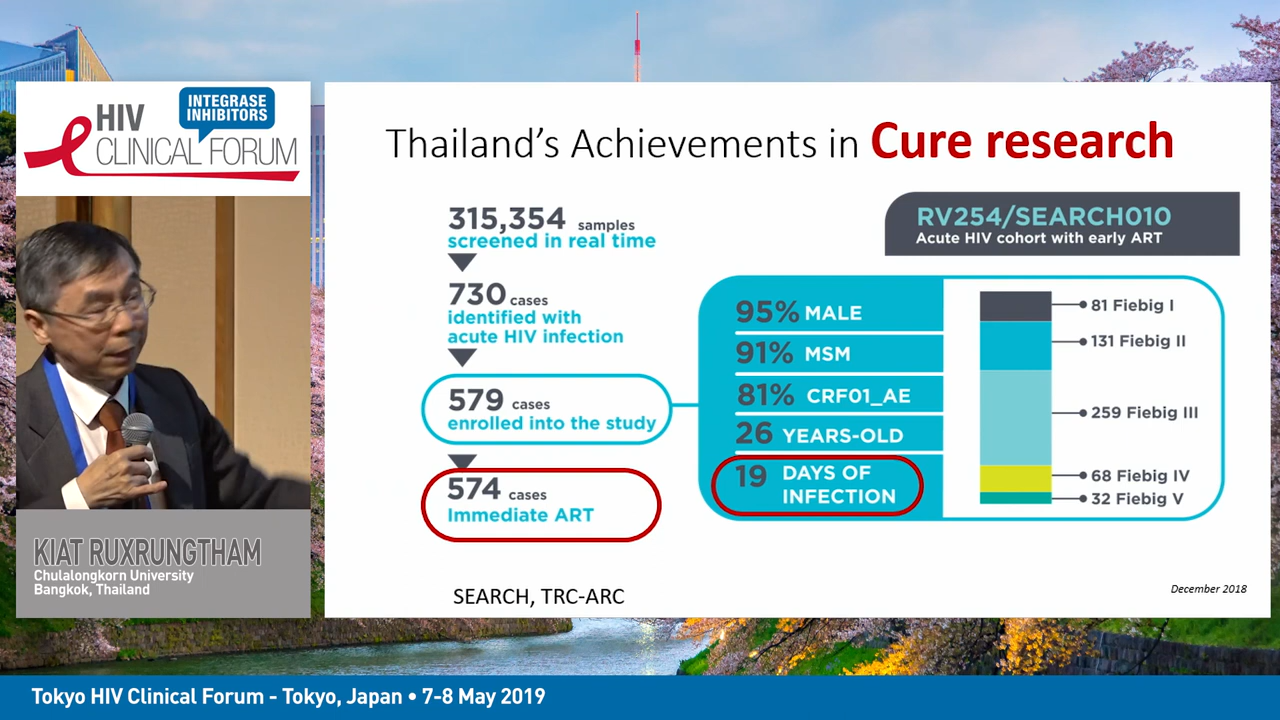 HIV
INTEGRASE
INHIBITORS
CLINICAL FORUM
Thailand's Achievements in Cure research
315,354 samples
screened in real time
730 cases
identified with
acute HIV infection
579 cases
enrolled into the study
574 cases
Immediate ART
SEARCH, TRC-ARC
RV254/SEARCH010
Acute HIV cohort with early ART
95% MALE
91% MSM
81% CRF01_AE
26 YEARS-OLD
19 DAYS OF
INFECTION
81 Fiebig I
131 Fiebig II
259 Fiebig III
68 Fiebig IV
32 Fiebig V
December 2018
KIAT RUXRUNGTHAM
Chulalongkorn University
Bangkok, Thailand
Tokyo HIV Clinical Forum - Tokyo, Japan • 7-8 May 2019